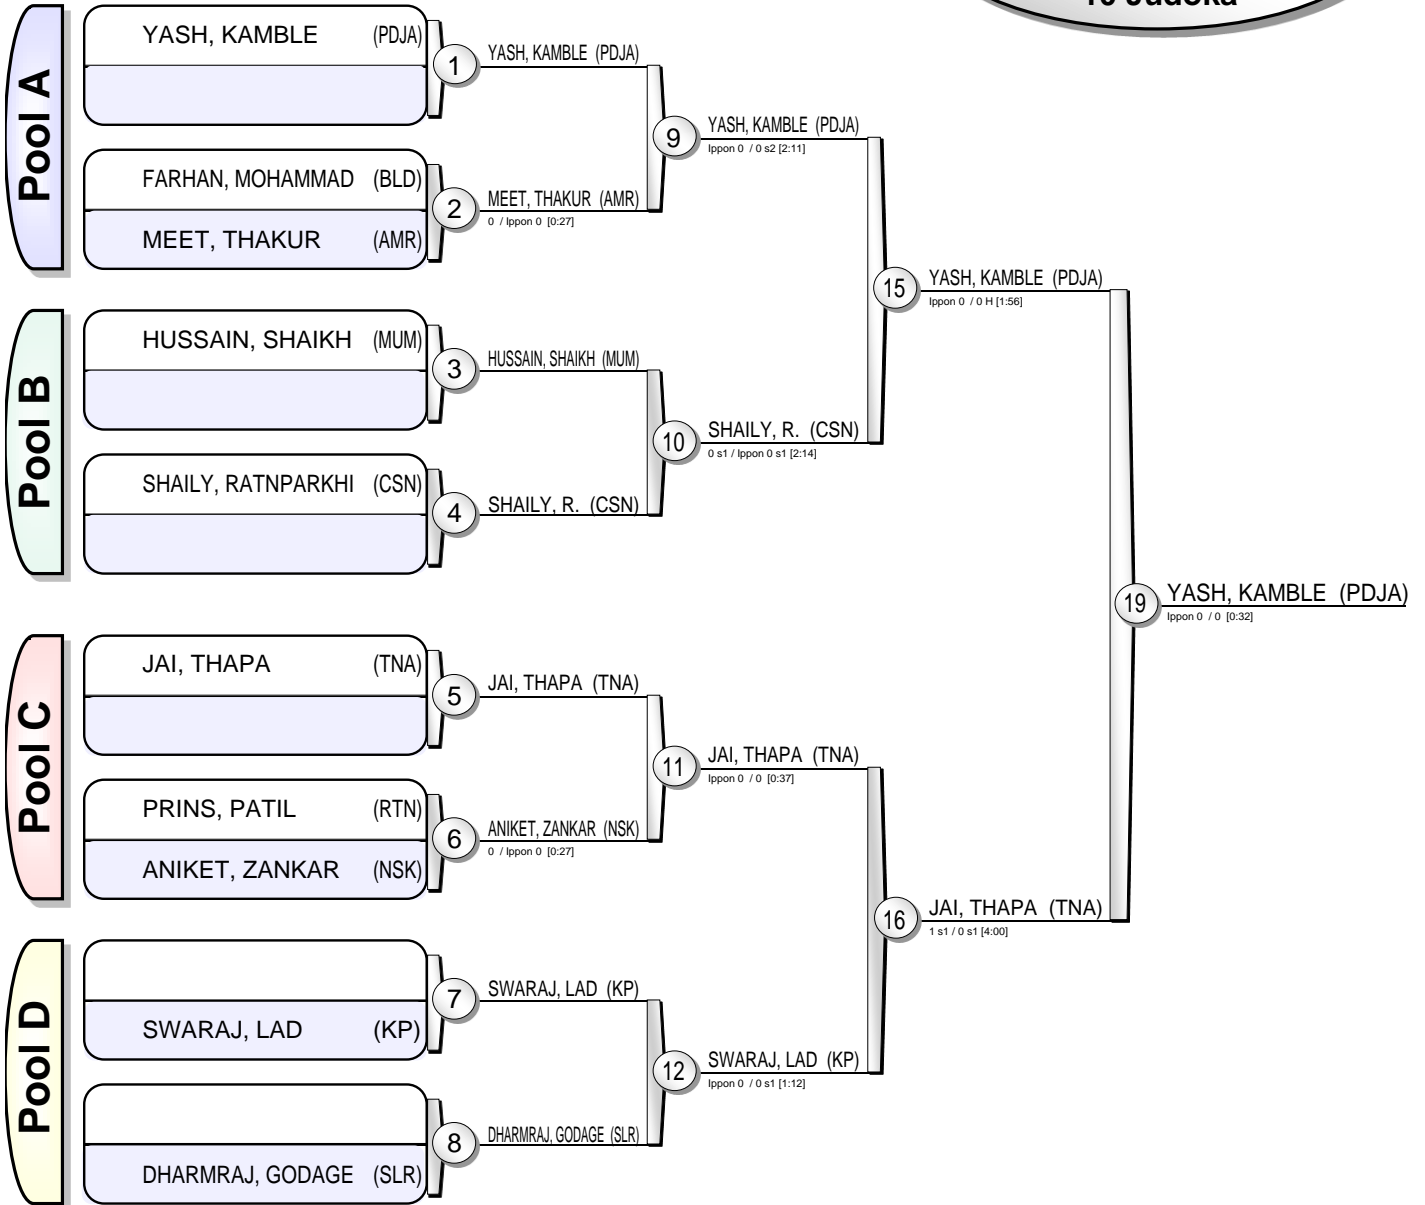 10 Judoka
Pool A
YASH, KAMBLE (PDJA)
FARHAN, MOHAMMAD (BLD)
MEET, THAKUR (AMR)
Pool B
HUSSAIN, SHAIKH (MUM)
SHAILY, RATNPARKHI (CSN)
Pool C
JAI, THAPA (TNA)
PRINS, PATIL (RTN)
ANIKET, ZANKAR (NSK)
Pool D
SWARAJ, LAD (KP)
DHARMRAJ, GODAGE (SLR)
1
YASH, KAMBLE (PDJA)
2
MEET, THAKUR (AMR)
0 / Ippon 0 [0:27]
3
HUSSAIN, SHAIKH (MUM)
4
SHAILY, R. (CSN)
5
JAI, THAPA (TNA)
6
ANIKET, ZANKAR (NSK)
0 / Ippon 0 [0:27]
7
SWARAJ, LAD (KP)
8
DHARMRAJ, GODAGE (SLR)
9
YASH, KAMBLE (PDJA)
Ippon 0 / 0 s2 [2:11]
10
SHAILY, R. (CSN)
0 s1 / Ippon 0 s1 [2:14]
11
JAI, THAPA (TNA)
Ippon 0 / 0 [0:37]
12
SWARAJ, LAD (KP)
Ippon 0 / 0 s1 [1:12]
15
YASH, KAMBLE (PDJA)
Ippon 0 / 0 H [1:56]
16
JAI, THAPA (TNA)
1 s1 / 0 s1 [4:00]
19
YASH, KAMBLE (PDJA)
Ippon 0 / 0 [0:32]